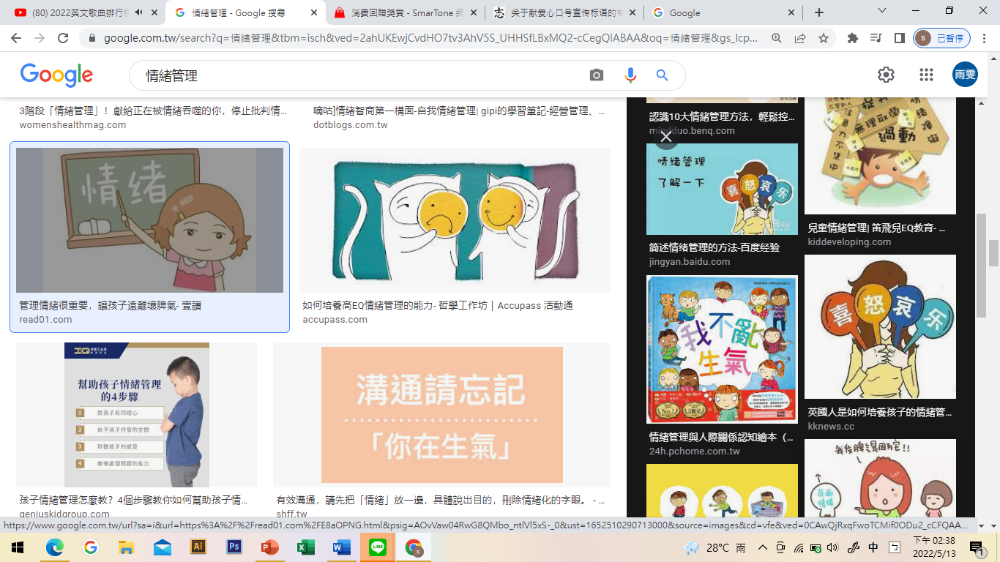 (80) 2022英文歌曲排行榜
情緒管理 - Google 搜尋
消费回贈獎賞 - SmarTone 網
关于献爱心口号宣传标语的专
Google
google.com.tw/search?q=情緒管理&tbm=isch&ved=2ahUKEwjCvdHO7tv3AhV5S_UHHSfLBxMQ2-cCegQIABAA&oq=情緒管理&gs_lcp...
s
已暫停
Google
情緒管理
雨雯
3階段「情緒管理」！獻給正在被情緒吞噬的你，停止批判情...
womenshealthmag.com
嘀咕]情緒智商第一構面-自我情緒管理| gipi的學習筆記-經營管理、...
dotblogs.com.tw
情绪
管理情緒很重要，讓孩子遠離壞脾氣- 壹讀
read01.com
如何培養高EQ情緒管理的能力- 哲學工作坊｜Accupass 活動通
accupass.com
幫助孩子情緒管理
的4步驟
1 對孩子有同理心
2 給予孩子抒發的空間
3 聆聽孩子的感受
4 教導處理問題的能力
孩子情緒管理怎麼教？4個步驟教你如何幫助孩子情...
geniuskidgroup.com
溝通請忘記
「你在生氣」
有效溝通，請先把「情緒」放一邊，具體說出目的，刪除情緒化的字眼。 - ...
shff.tw
認識10大情緒管理方法，輕鬆控...
mindduo.benq.com
情绪管理
了解一下
喜怒哀乐
简述情绪管理的方法-百度经验
jingyan.baidu.com
我不亂
生氣
No.1
情緒管理與人際關係認知繪本（...
24h.pchome.com.tw
注意力不集中
無理取鬧
過動
情緒障礙
兒童情緒管理| 笛飛兒EQ教育- ...
kiddeveloping.com
喜怒哀乐
英國人是如何培養孩子的情緒管...
kknews.cc
負面
情緒
https://www.google.com.tw/url?sa=i&url=https%3A%2F%2Fread01.com%2FE8aOPNG.html&psig=AOvVaw04RwG8QMbo_ntlVl5xS-_0&ust=1652510290713000&source=images&cd=vfe&ved=0CAwQjRxqFwoTCMif0ODu2_cCFQAA...
Ai
Ps
LINE
28°C 雨
中
下午 02:38
2022/5/13
1